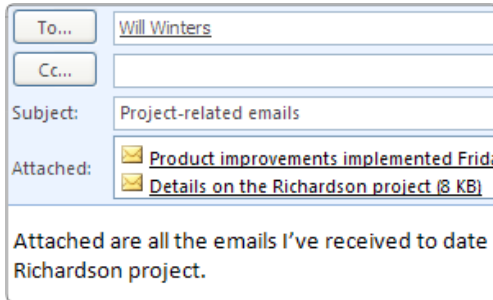 To...
Will Winters
Cc...
Subject:
Project-related emails
Attached:
Product improvements implemented Frida
Details on the Richardson project (8 KB)
Attached are all the emails I've received to date
Richardson project.